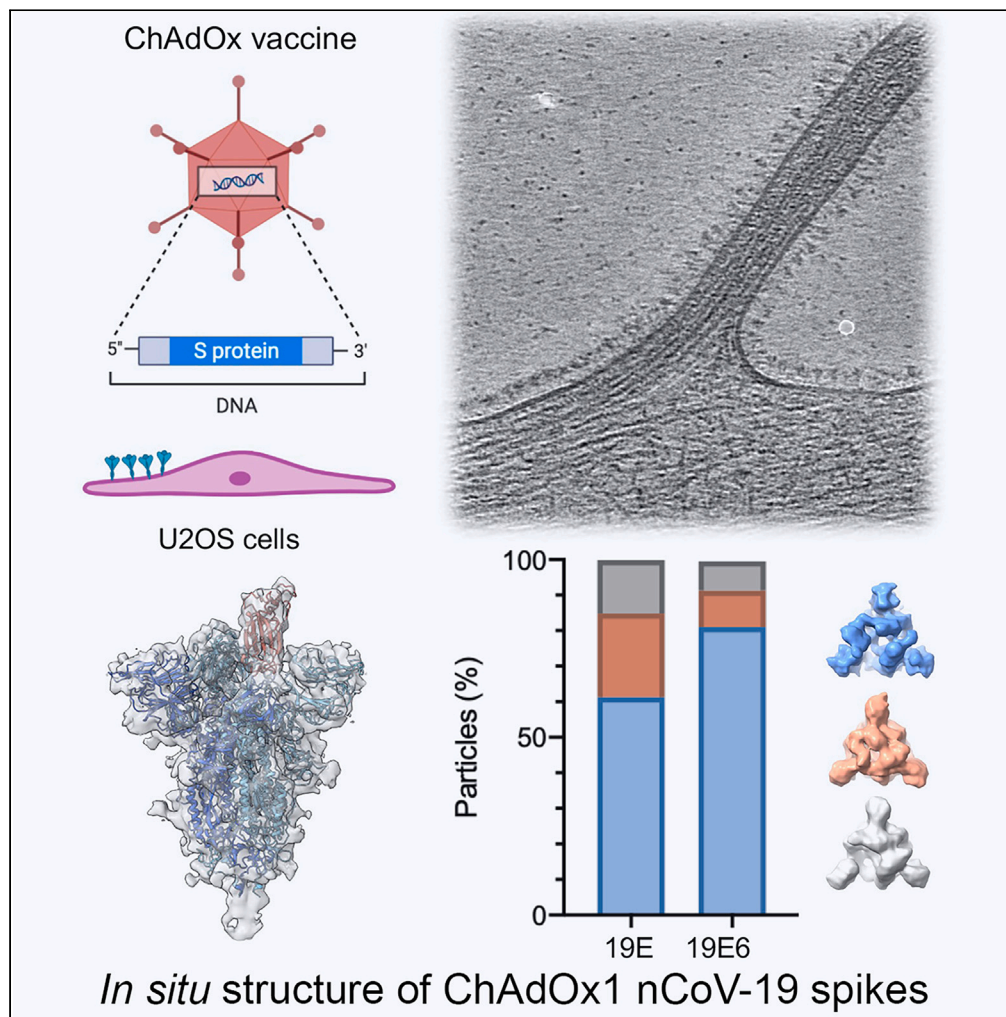 ChAdOx vaccine
5"
S protein
3'
DNA
U2OS cells
100
50
0
Particles (%)
19E
19E6
In situ structure of ChAdOx1 nCoV-19 spikes